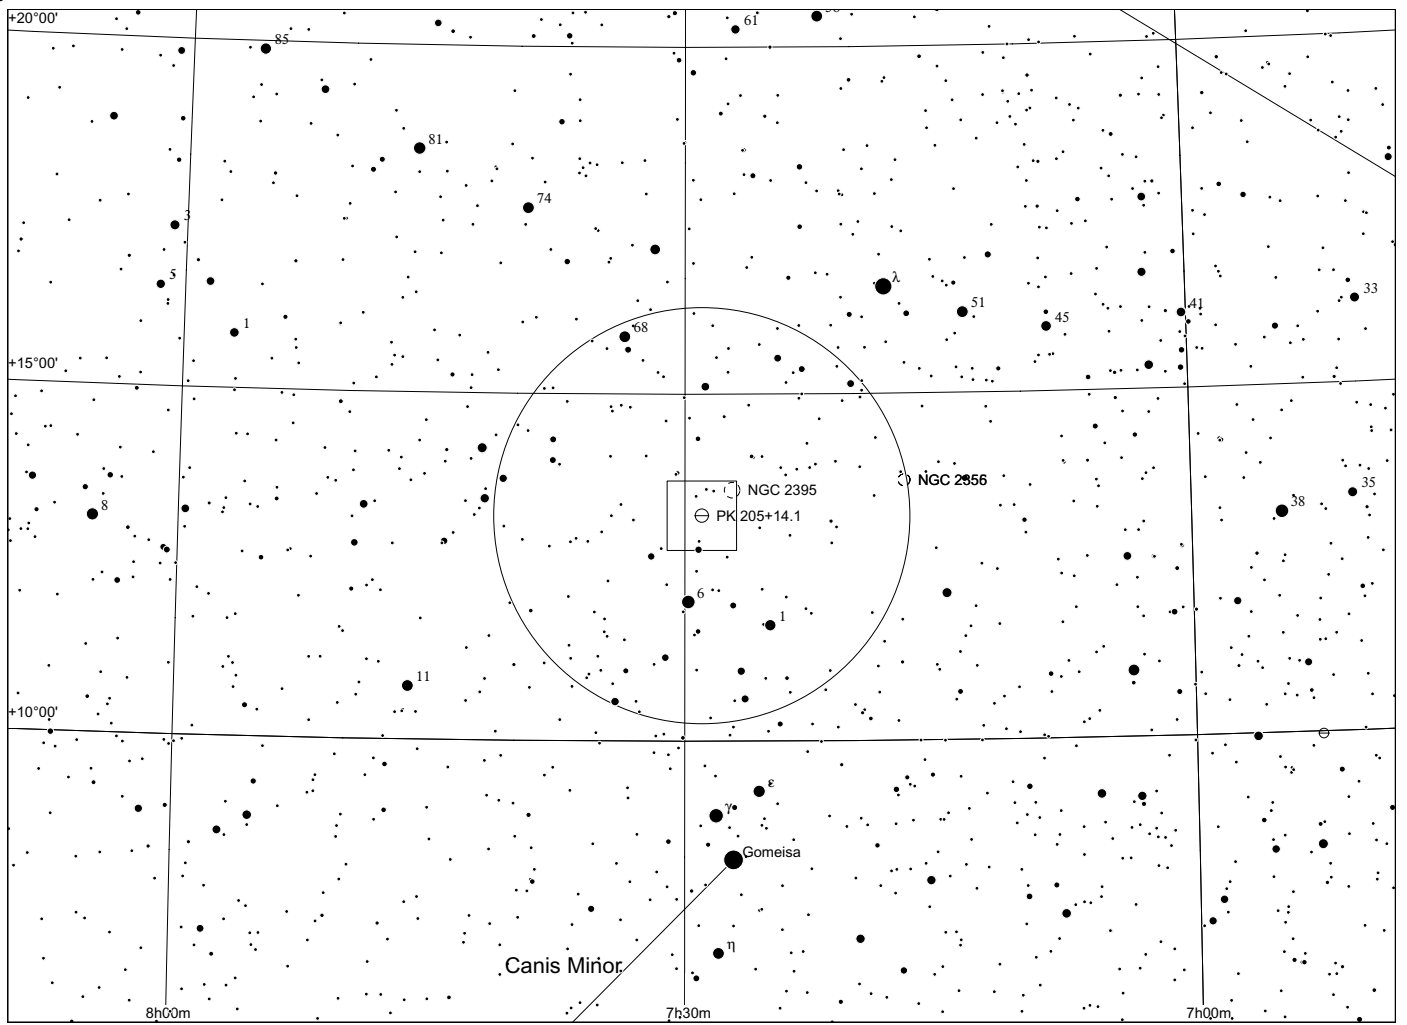 +20°00'
61
85
81
74
3
5
λ
33
51
41
45
1
68
+15°00'
NGC 2356
35
NGC 2395
38
8
PK 205+14.1
6
1
11
+10°00'
ε
γ
Gomeisa
η
Canis Minor
8h00m
7h30m
7h00m